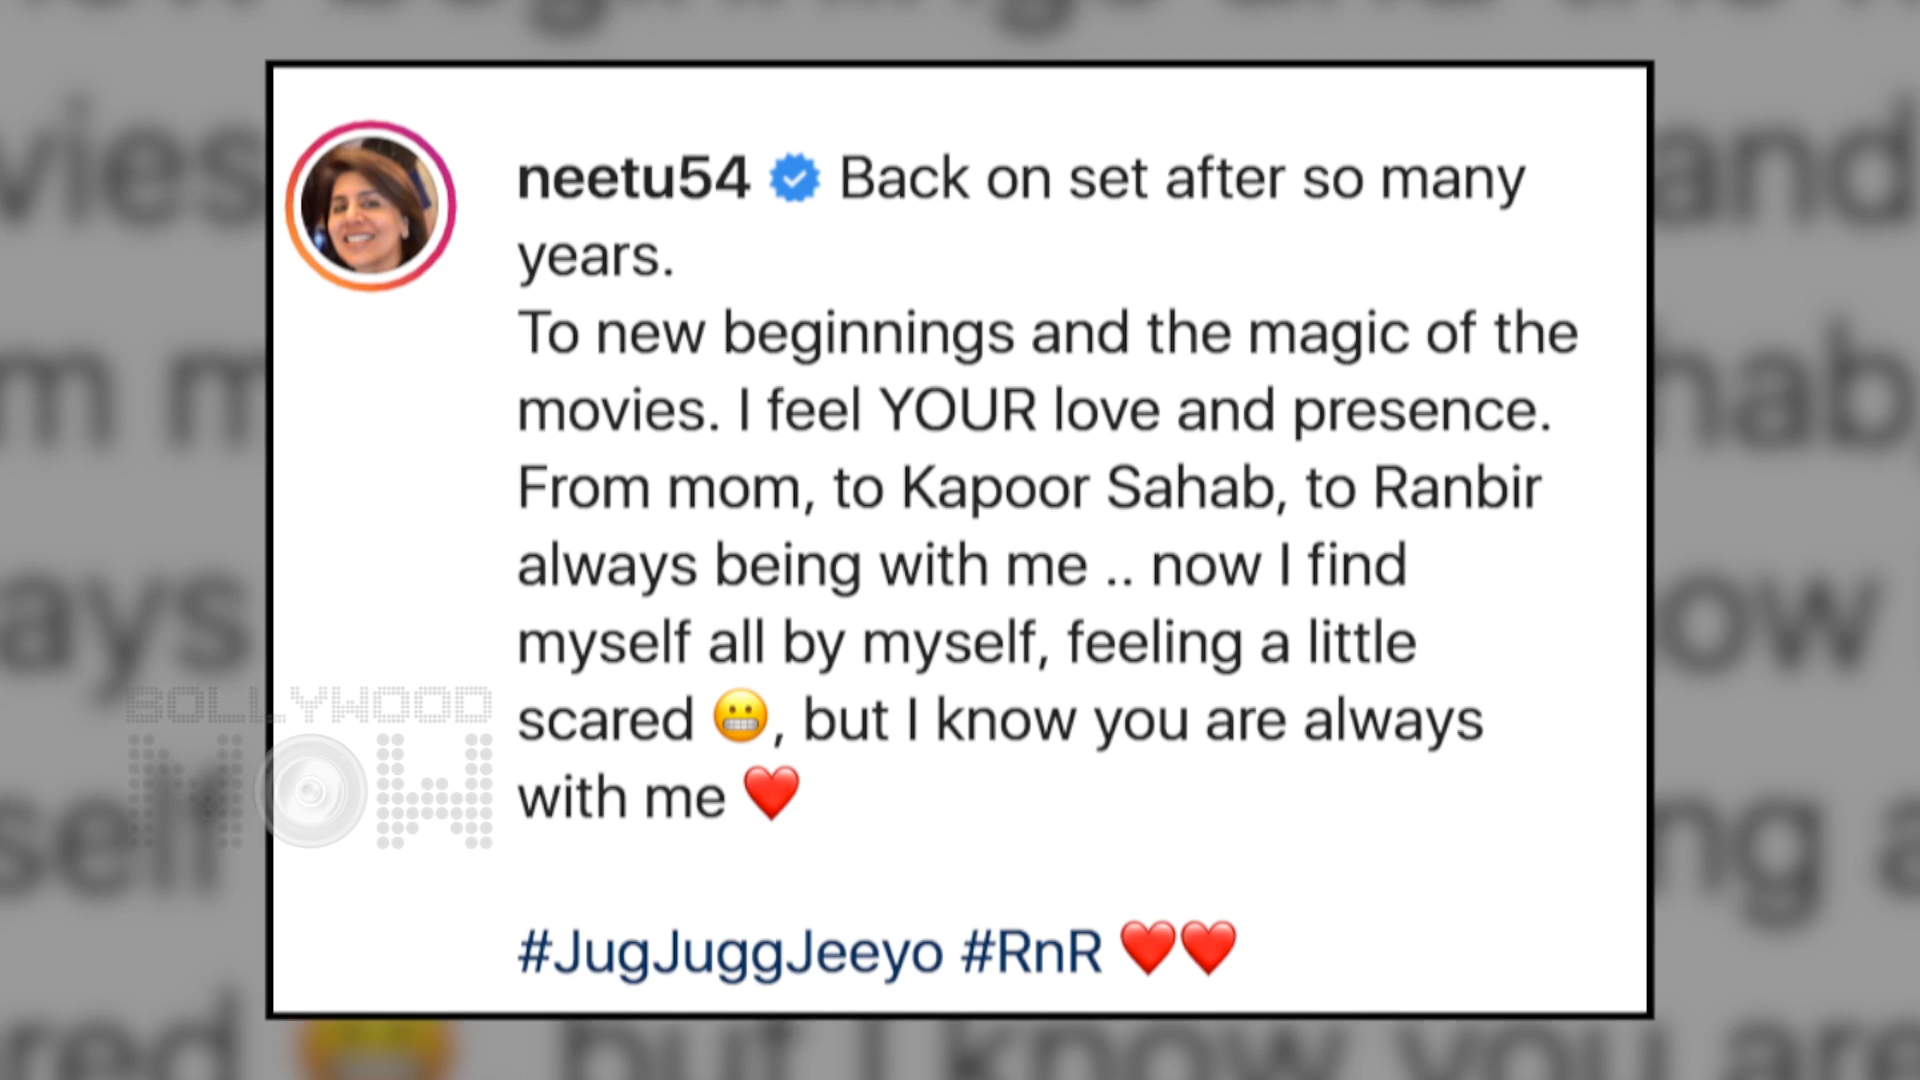 neetu54 Back on set after so many
years.
To new beginnings and the magic of the
movies. I feel YOUR love and presence.
From mom, to Kapoor Sahab, to Ranbir
always being with me .. now I find
myself all by myself, feeling a little
scared 😬, but I know you are always
with me ❤️
#JugJuggJeeyo #RnR ❤️❤️
BOLLYWOOD
NOW